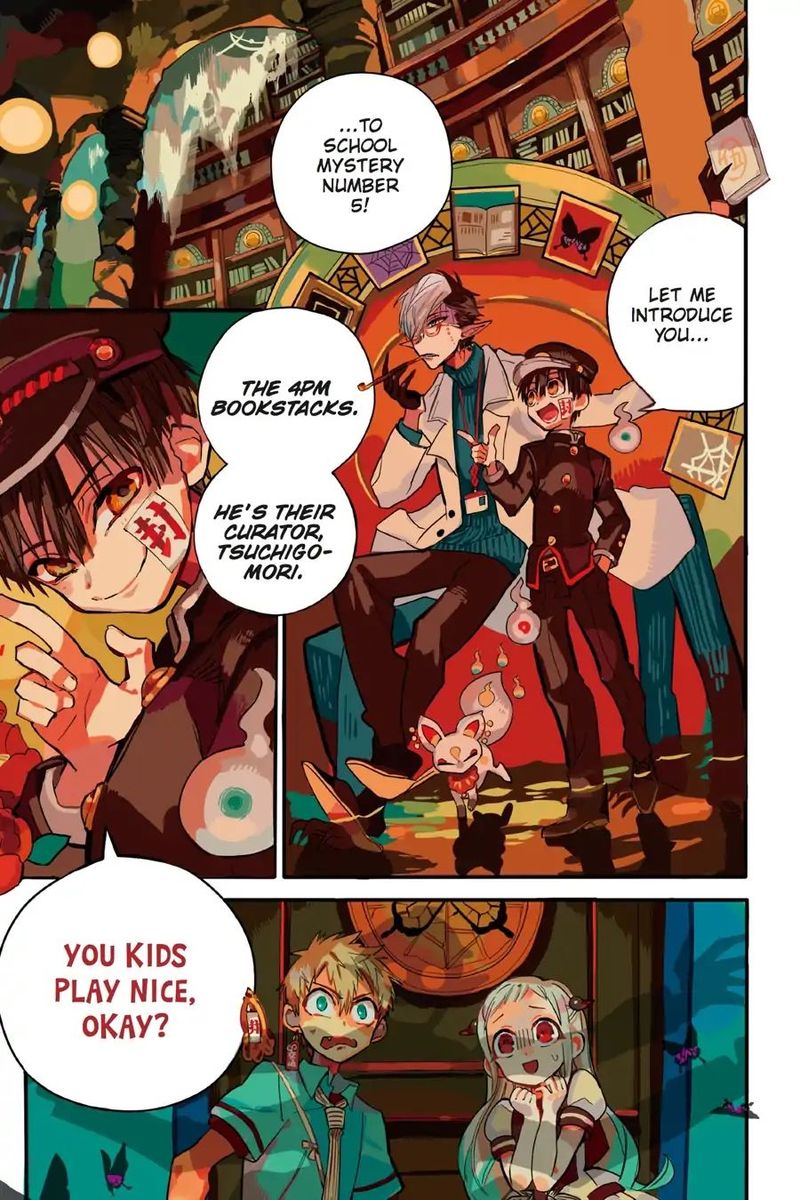 LET ME
INTRODUCE
YOU...
...TO
SCHOOL
MYSTERY
NUMBER
5!
THE 4PM
BOOKSTACKS.
HE'S THEIR
CURATOR,
TSUCHIGO-
MORI.
封
封
YOU KIDS
PLAY NICE,
OKAY?